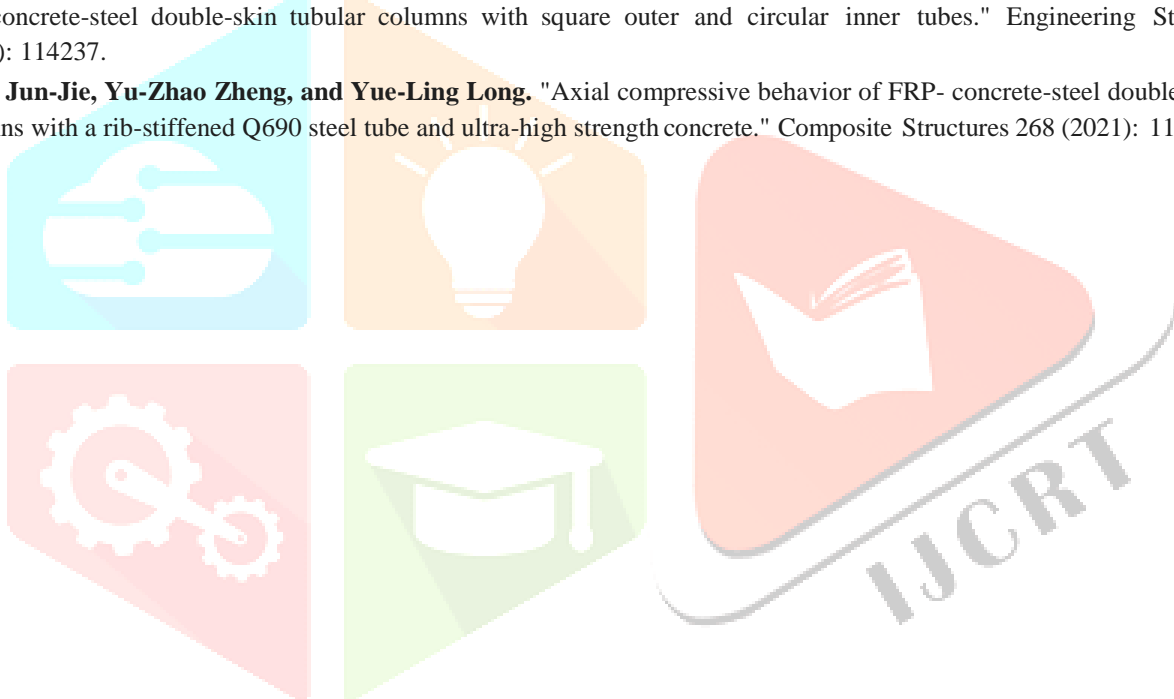 concrete-steel double-skin tubular columns with square outer and circular inner tubes." Engineering St
): 114237.
Jun-Jie, Yu-Zhao Zheng, and Yue-Ling Long. "Axial compressive behavior of FRP- concrete-steel double
ns with a rib-stiffened Q690 steel tube and ultra-high strength concrete." Composite Structures 268 (2021): 11
IJCRT